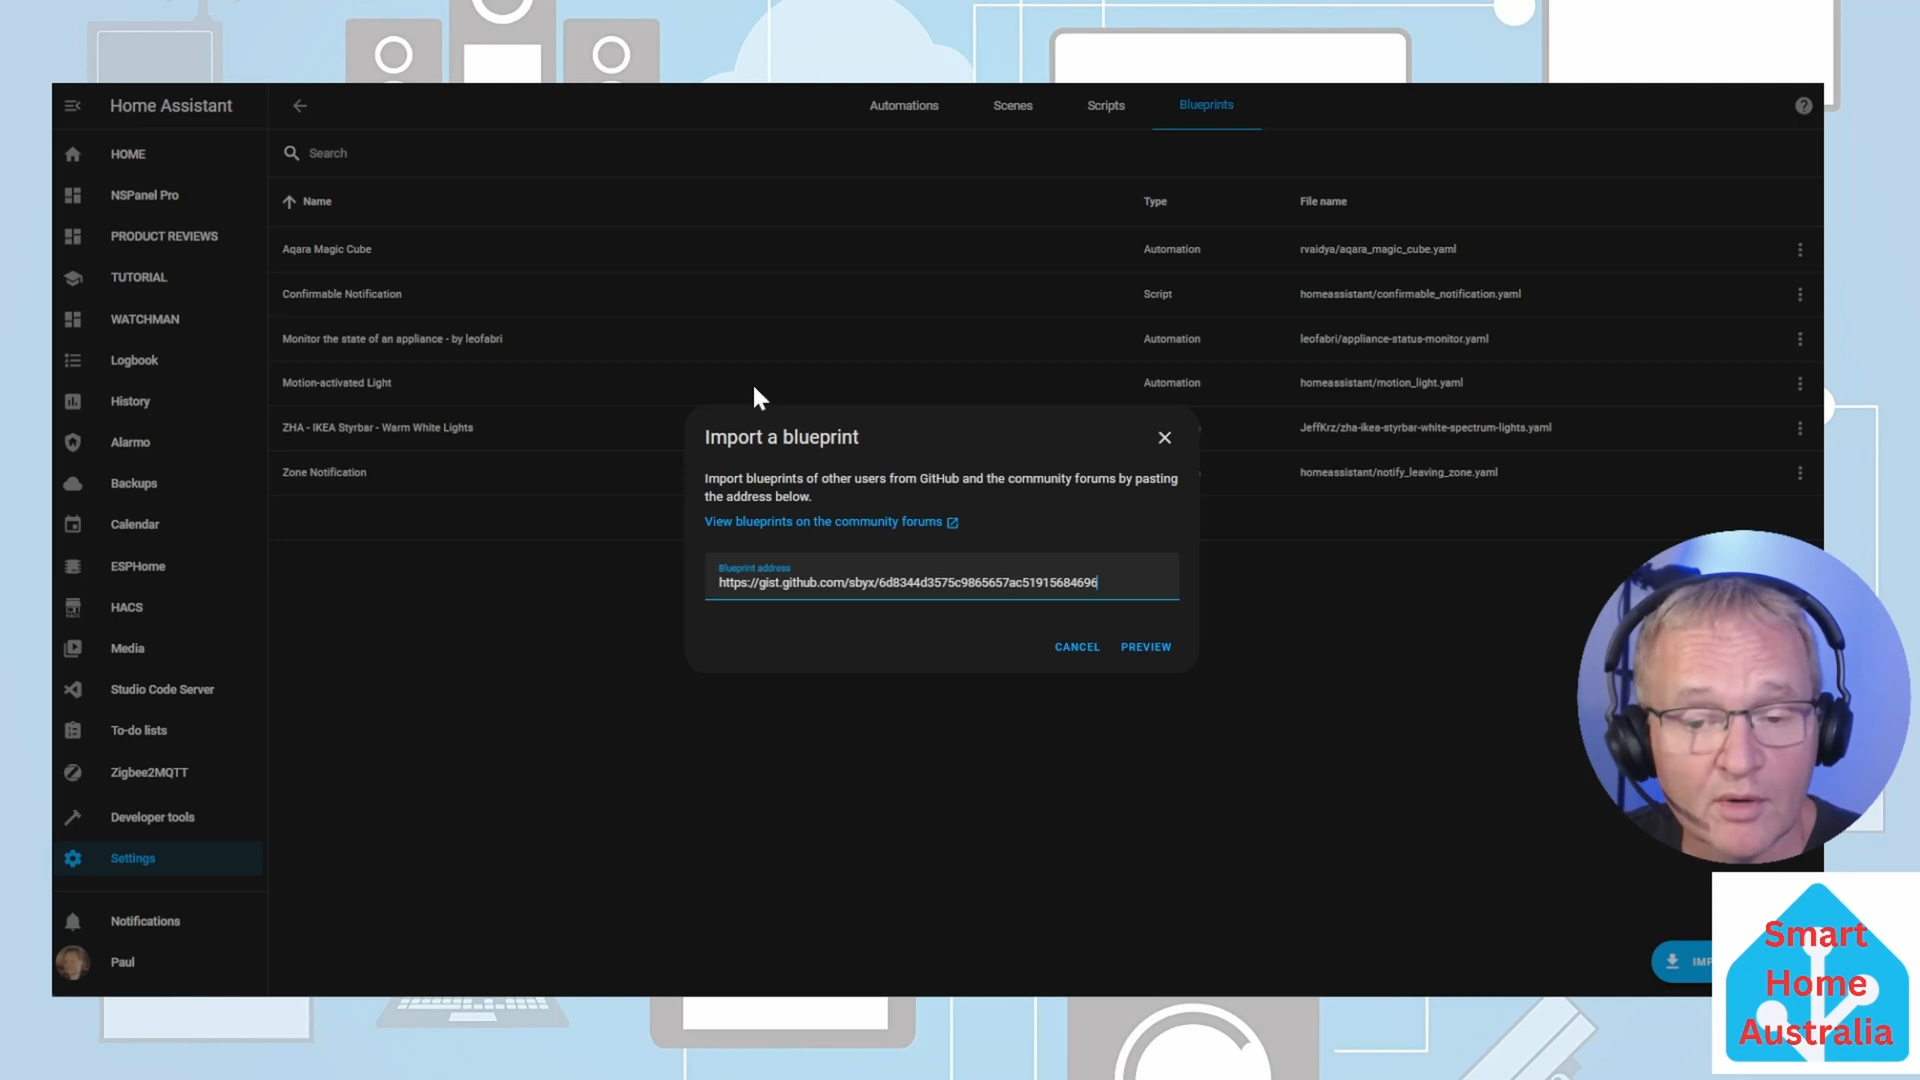 Home Assistant
Automations
Scenes
Scripts
Blueprints
HOME
NSPanel Pro
PRODUCT REVIEWS
TUTORIAL
WATCHMAN
Logbook
History
Alarmo
Backups
Calendar
ESPHome
HACS
Media
Studio Code Server
To-do lists
Zigbee2MQTT
Developer tools
Settings
Notifications
Paul
Search
Name
Type
File name
Aqara Magic Cube
Automation
rvaidya/aqara_magic_cube.yaml
Confirmable Notification
Script
homeassistant/confirmable_notification.yaml
Monitor the state of an appliance - by leofabri
Automation
leofabri/appliance-status-monitor.yaml
Motion-activated Light
Automation
homeassistant/motion_light.yaml
ZHA - IKEA Styrbar - Warm White Lights
JeffKrz/zha-ikea-styrbar-white-spectrum-lights.yaml
Zone Notification
homeassistant/notify_leaving_zone.yaml
Import a blueprint
Import blueprints of other users from GitHub and the community forums by pasting
the address below.
View blueprints on the community forums
Blueprint address
https://gist.github.com/sbyx/6d8344d3575c9865657ac51915684696
CANCEL
PREVIEW
Smart
Home
Australia